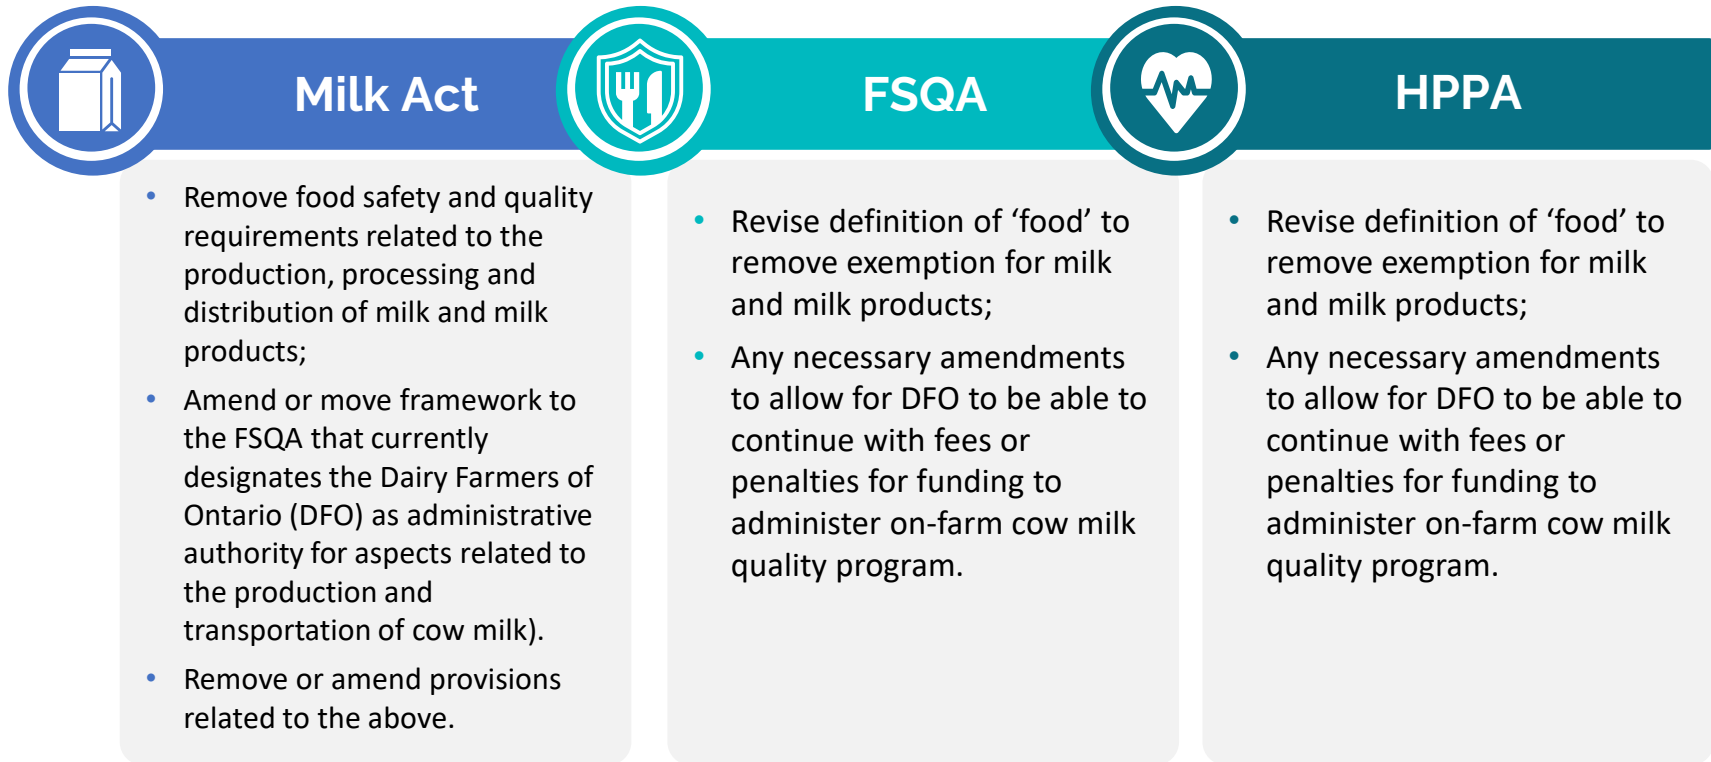 Milk Act
• Remove food safety and quality
requirements related to the
production, processing and
distribution of milk and milk
products;
• Amend or move framework to
the FSQA that currently
designates the Dairy Farmers of
Ontario (DFO) as administrative
authority for aspects related to
the production and
transportation of cow milk).
• Remove or amend provisions
related to the above.
FSQA
• Revise definition of ‘food’ to
remove exemption for milk
and milk products;
• Any necessary amendments
to allow for DFO to be able to
continue with fees or
penalties for funding to
administer on-farm cow milk
quality program.
HPPA
• Revise definition of ‘food’ to
remove exemption for milk
and milk products;
• Any necessary amendments
to allow for DFO to be able to
continue with fees or
penalties for funding to
administer on-farm cow milk
quality program.